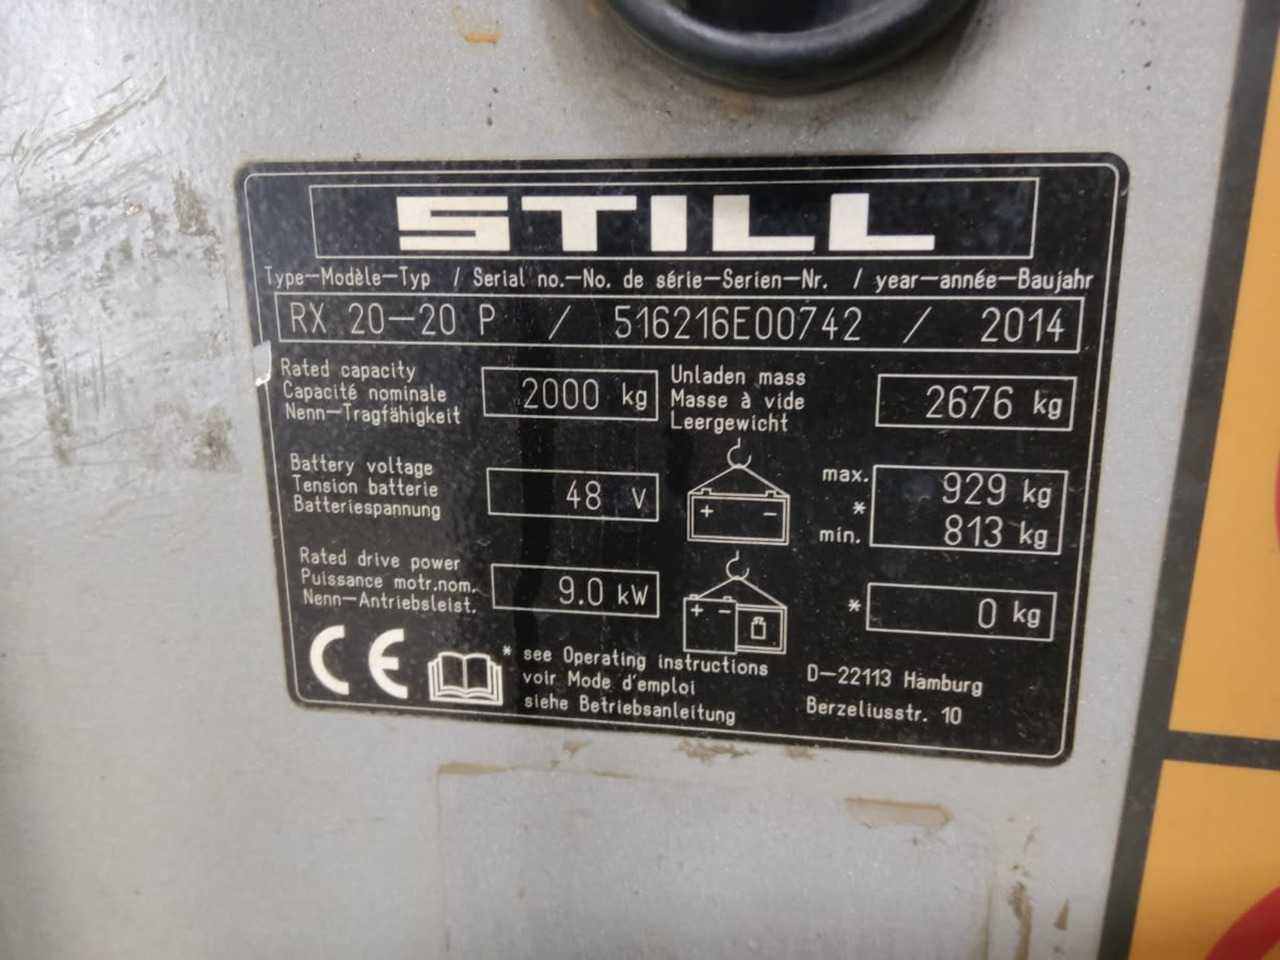 STILL
Type-Modèle-Typ / Serial no.-No. de série-Serien-Nr. / year-année-Baujahr
RX 20-20 P / 516216E00742 / 2014
Rated capacity
Capacité nominale
Nenn-Tragfähigkeit
2000 kg
Unladen mass
Masse à vide
Leergewicht
2676 kg
Battery voltage
Tension batterie
Batteriespannung
48 V
+ -
max.
*
min.
929 kg
813 kg
Rated drive power
Puissance motr.nom.
Nenn-Antriebsleist.
9.0 kW
+ -
*
0 kg
CE
* see Operating instructions
voir Mode d'emploi
siehe Betriebsanleitung
D-22113 Hamburg
Berzeliusstr. 10